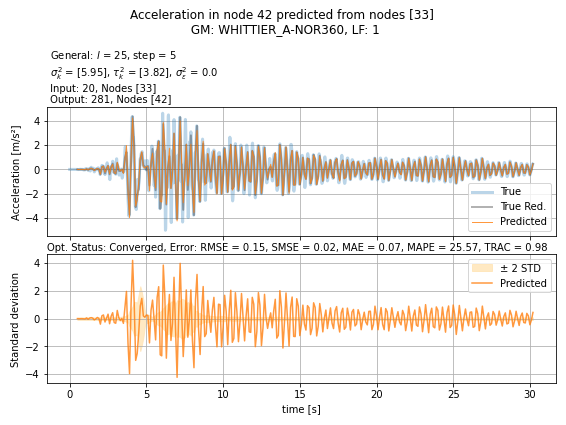 Acceleration in node 42 predicted from nodes [33]
GM: WHITTIER_A-NOR360, LF: 1
General: l = 25, step = 5
σ²ₖ = [5.95], τ²ₖ = [3.82], σ²ₑ = 0.0
Input: 20, Nodes [33]
Output: 281, Nodes [42]
4
2
0
−2
−4
Acceleration [m/s²]
True
True Red.
Predicted
Opt. Status: Converged, Error: RMSE = 0.15, SMSE = 0.02, MAE = 0.07, MAPE = 25.57, TRAC = 0.98
4
2
0
−2
−4
Standard deviation
± 2 STD
Predicted
0 5 10 15 20 25 30
time [s]